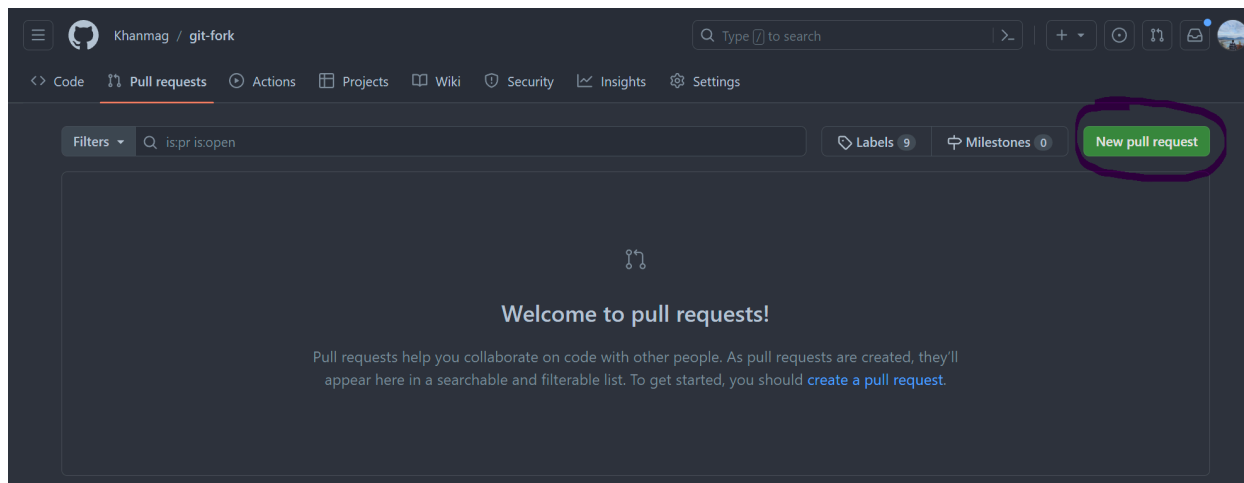 Khanmag / git-fork
Type / to search
Code Pull requests Actions Projects Wiki Security Insights Settings
Filters is:pr is:open Labels 9 Milestones 0 New pull request
Welcome to pull requests!
Pull requests help you collaborate on code with other people. As pull requests are created, they’ll
appear here in a searchable and filterable list. To get started, you should create a pull request.